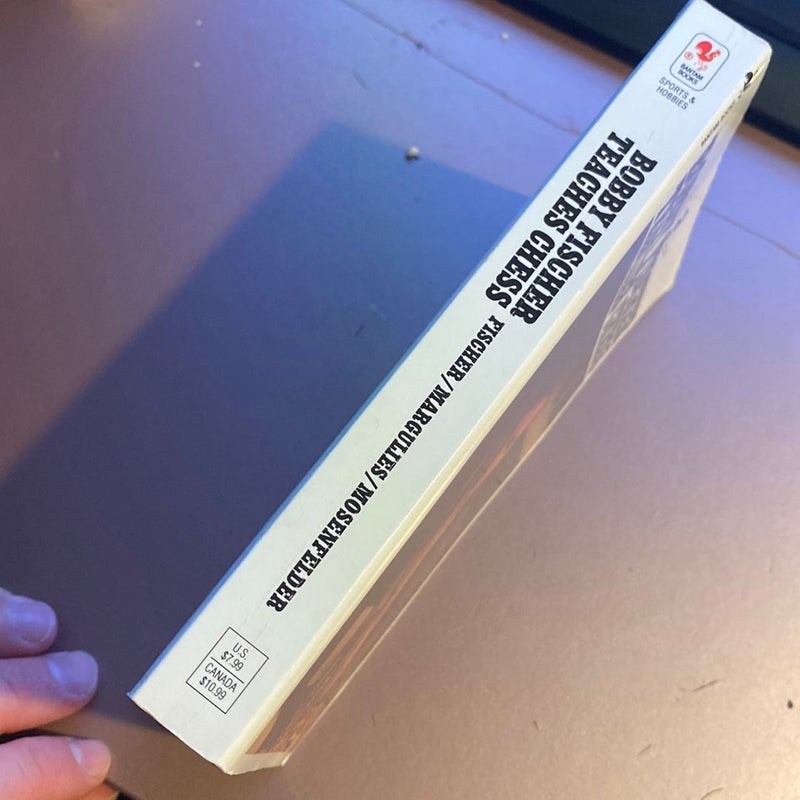 BANTAM
BOOKS
SPORTS &
HOBBIES
BOBBY FISCHER
TEACHES CHESS
FISCHER/MARGULIES/MOSENFELDER
U.S.
$7.99
CANADA
$10.99